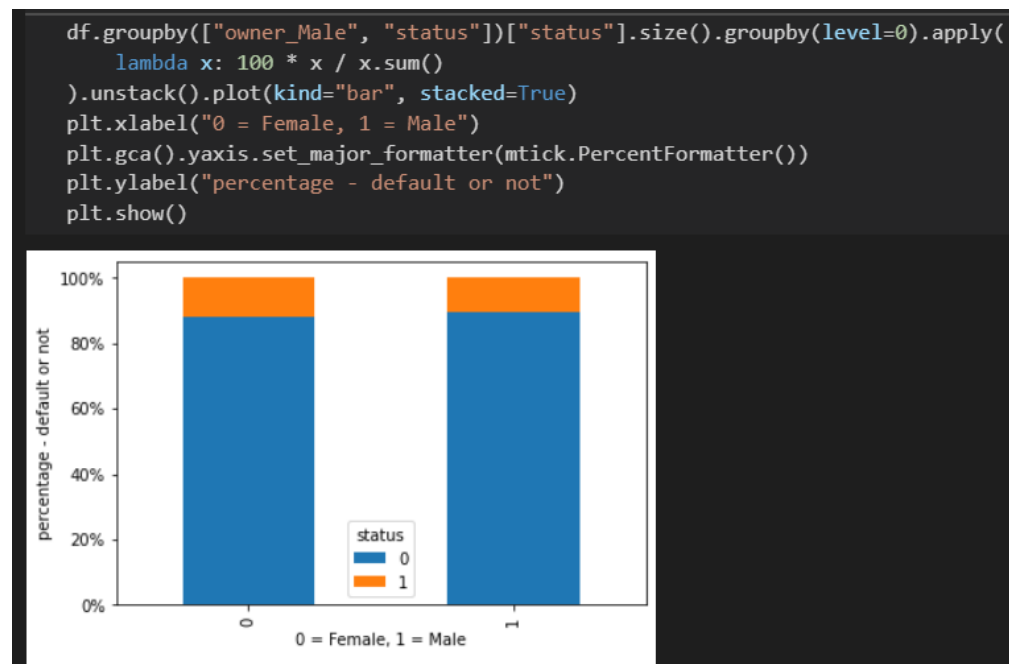 df.groupby(["owner_Male", "status"])["status"].size().groupby(level=0).apply(
    lambda x: 100 * x / x.sum()
).unstack().plot(kind="bar", stacked=True)
plt.xlabel("0 = Female, 1 = Male")
plt.gca().yaxis.set_major_formatter(mtick.PercentFormatter())
plt.ylabel("percentage - default or not")
plt.show()
100%
80%
60%
40%
20%
0%
percentage - default or not
status
0
1
0
1
0 = Female, 1 = Male